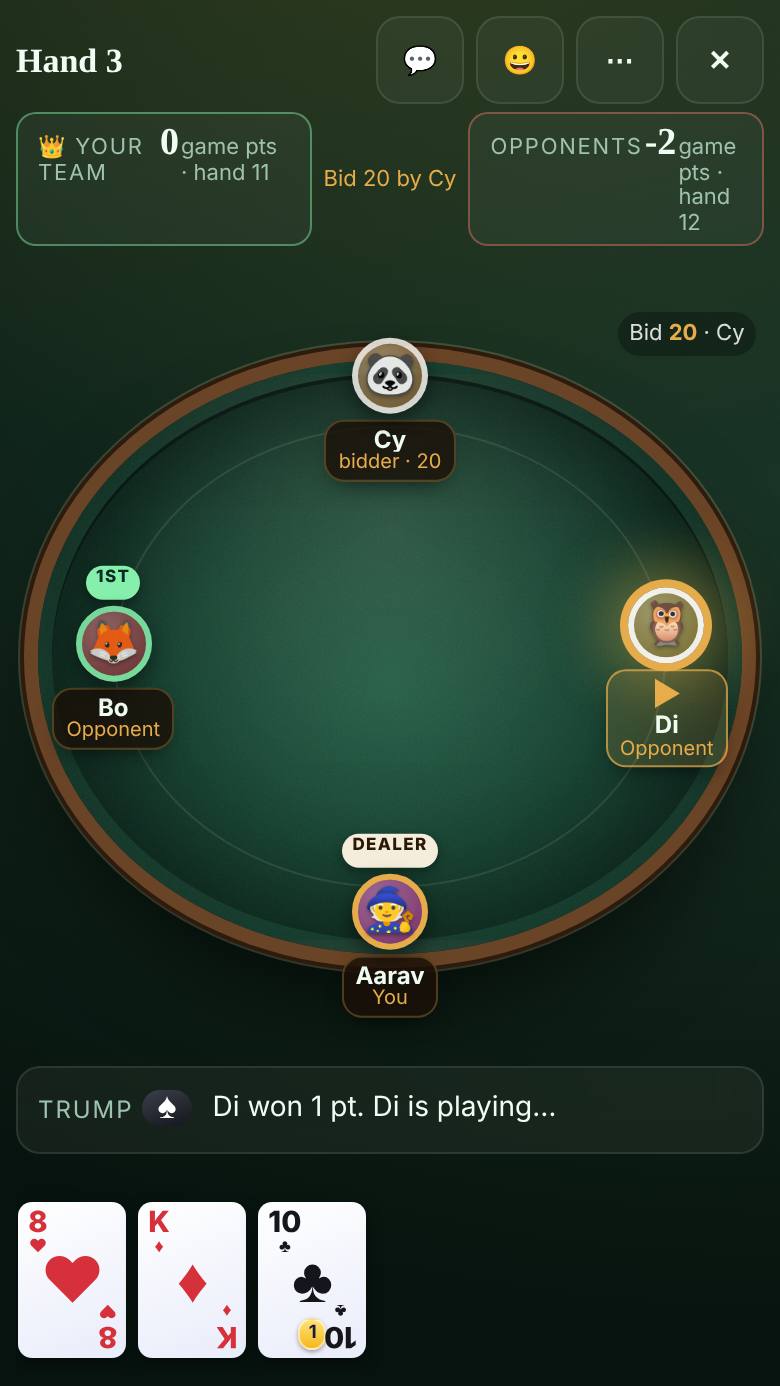 Hand 3
YOUR TEAM 0 game pts · hand 11
Bid 20 by Cy
OPPONENTS -2 game pts · hand 12
Bid 20 · Cy
Cy
bidder · 20
1ST
Bo
Opponent
Di
Opponent
DEALER
Aarav
You
TRUMP ♠ Di won 1 pt. Di is playing...
8 K 10
8 K 1 10